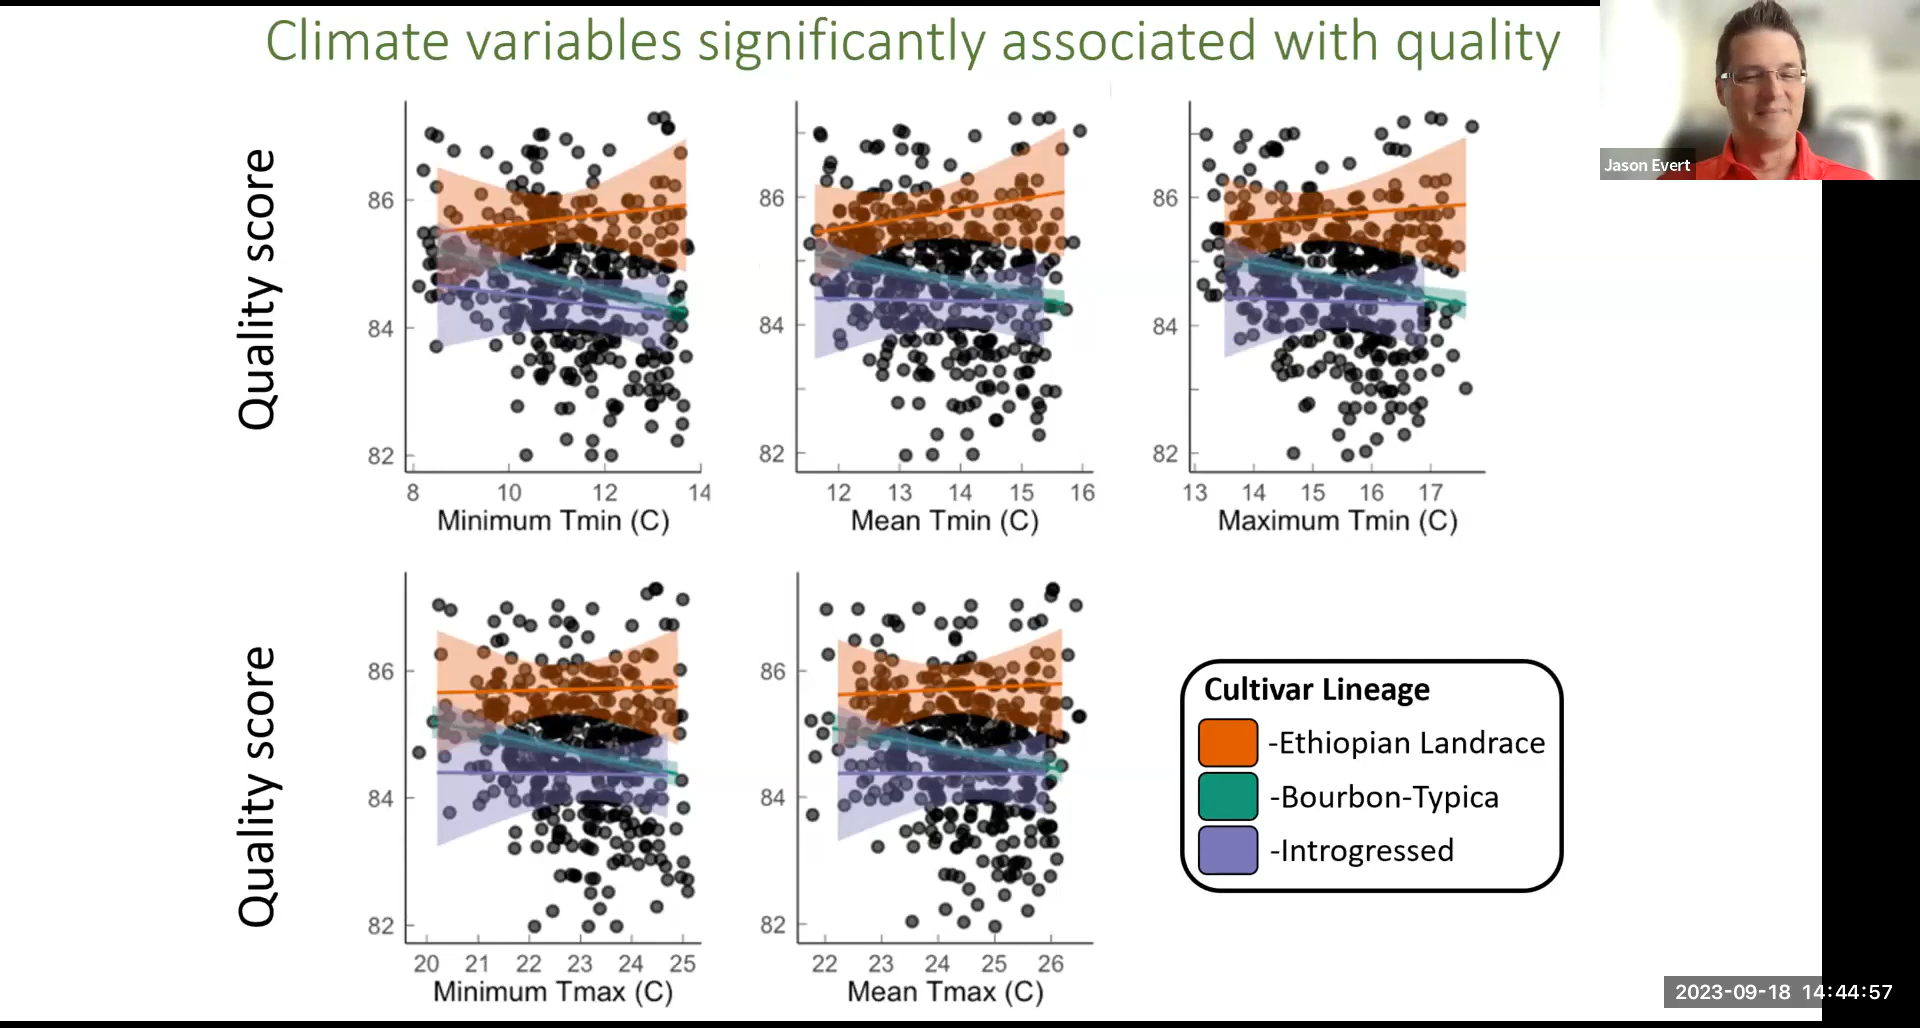 Climate variables significantly associated with quality
Jason Evert
Quality score
86
84
82
8 10 12 14
Minimum Tmin (C)
86
84
82
12 13 14 15 16
Mean Tmin (C)
86
84
82
13 14 15 16 17
Maximum Tmin (C)
Quality score
86
84
82
20 21 22 23 24 25
Minimum Tmax (C)
86
84
82
22 23 24 25 26
Mean Tmax (C)
Cultivar Lineage
-Ethiopian Landrace
-Bourbon-Typica
-Introgressed
2023-09-18 14:44:57